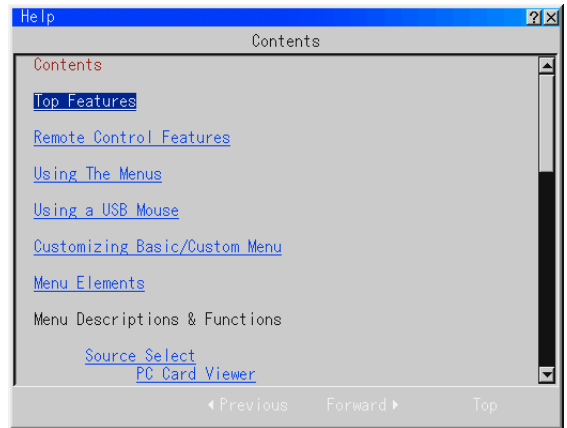 Help
Contents
Contents
Top Features
Remote Control Features
Using The Menus
Using a USB Mouse
Customizing Basic/Custom Menu
Menu Elements
Menu Descriptions & Functions
Source Select
PC Card Viewer
Previous Forward Top